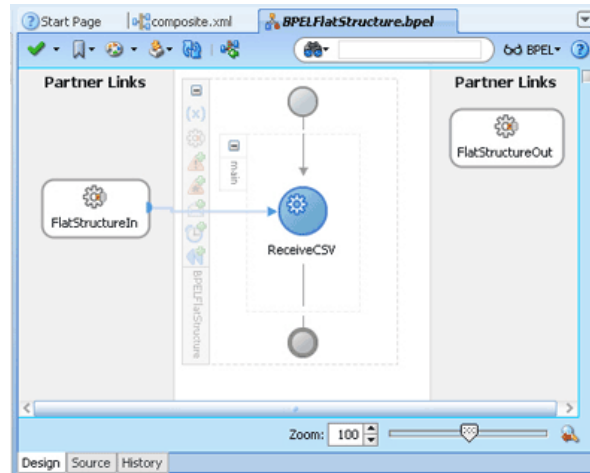 Start Page composite.xml BPELFlatStructure.bpel
BPEL
Partner Links
Partner Links
(x)
main
FlatStructureOut
FlatStructureIn
ReceiveCSV
BPELFlatStructure
Zoom: 100
Design Source History